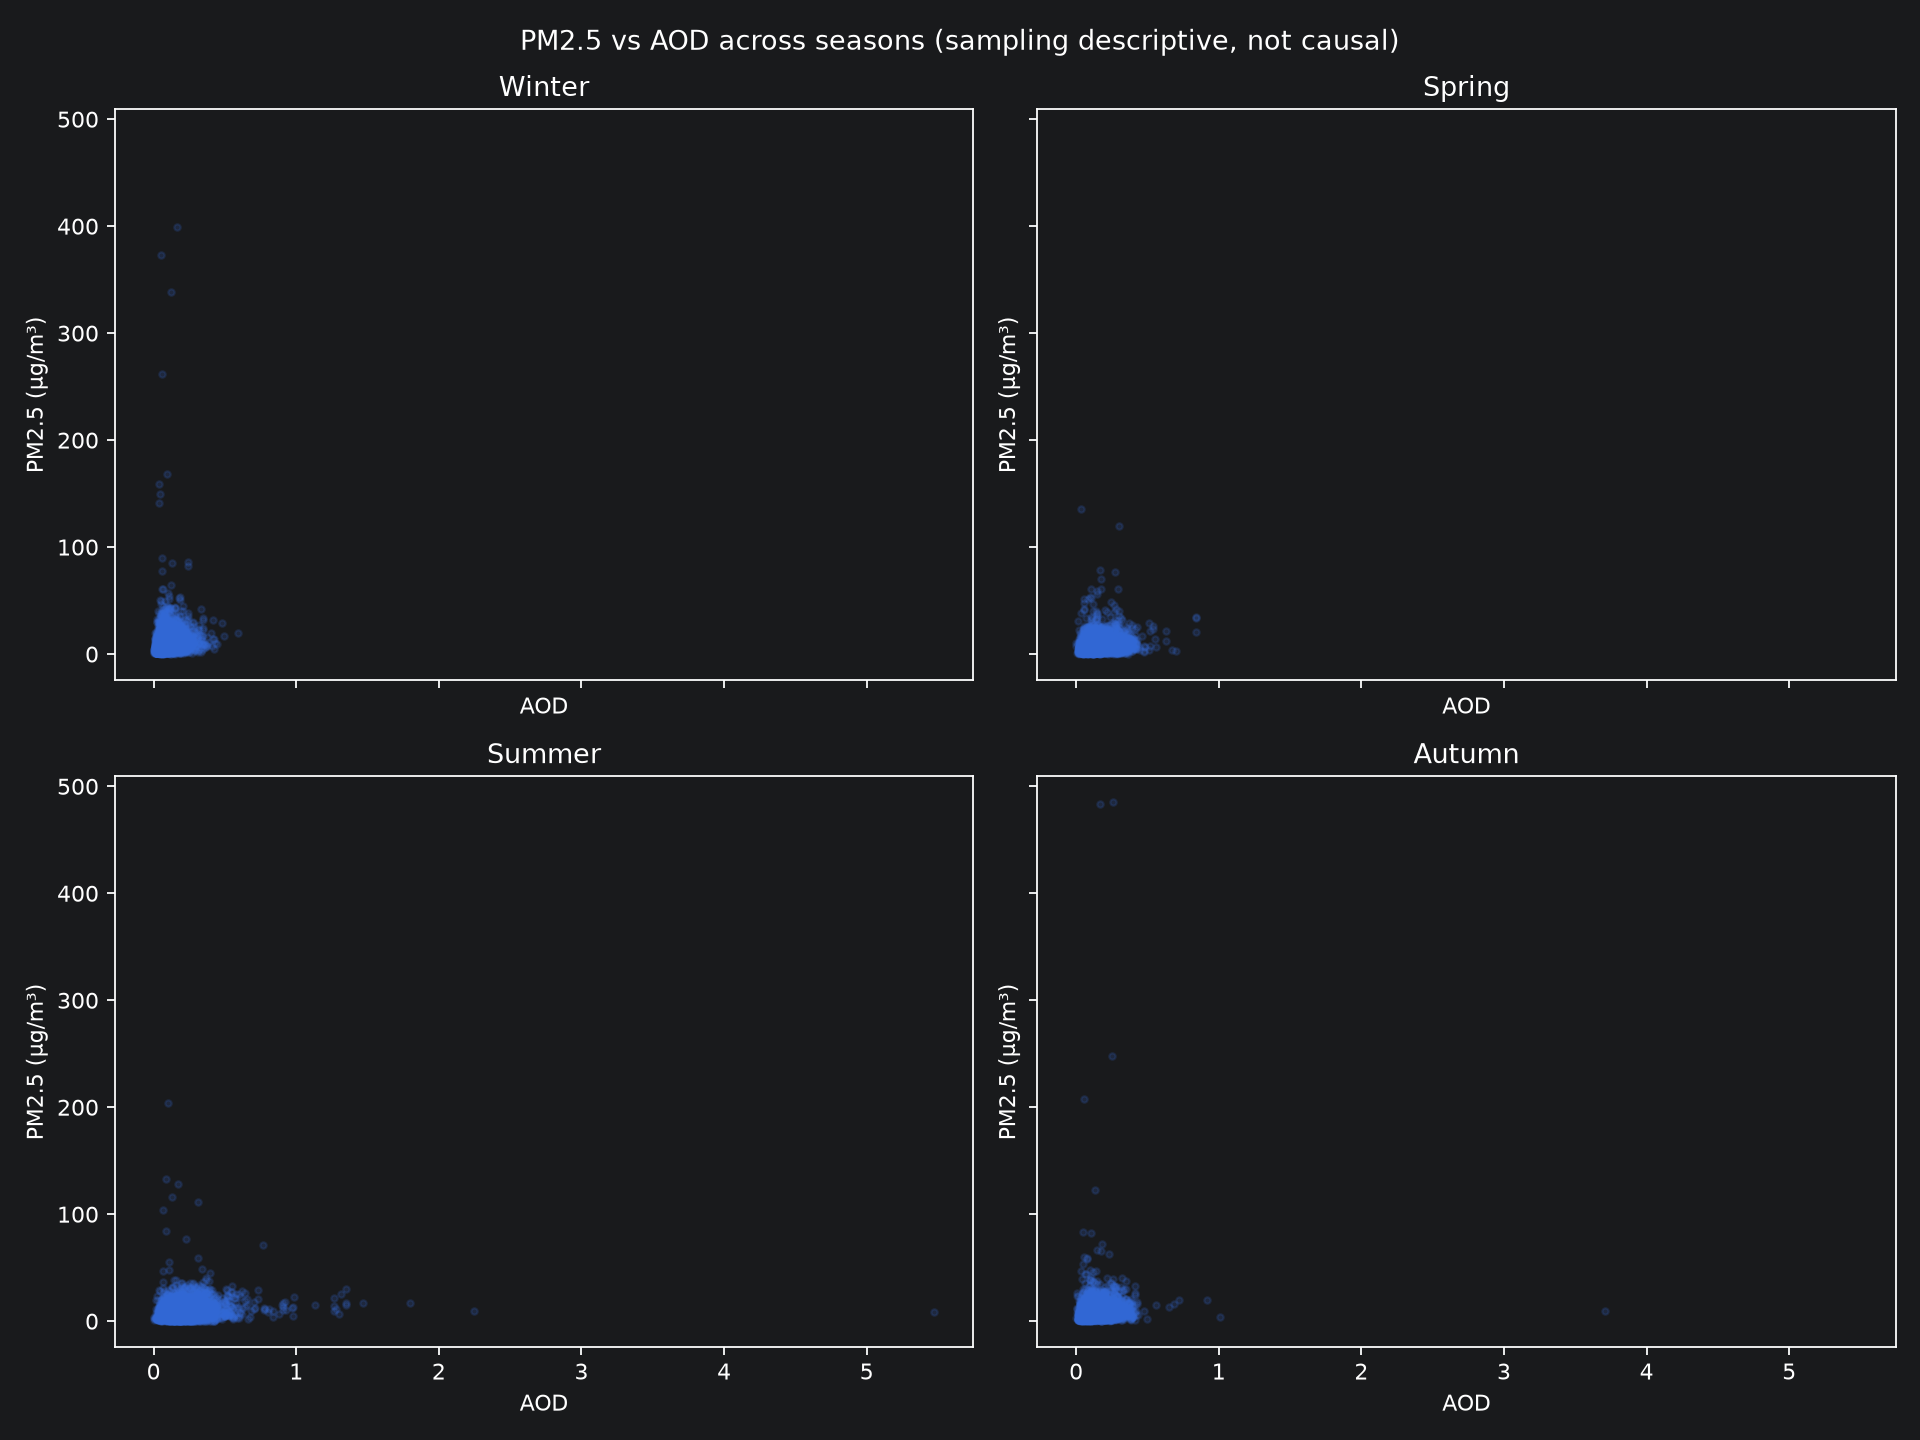 PM2.5 vs AOD across seasons (sampling descriptive, not causal)
Winter
Spring
500
400
300
200
100
0
PM2.5 (µg/m³)
PM2.5 (µg/m³)
AOD
AOD
Summer
Autumn
500
400
300
200
100
0
PM2.5 (µg/m³)
PM2.5 (µg/m³)
0 1 2 3 4 5
0 1 2 3 4 5
AOD
AOD